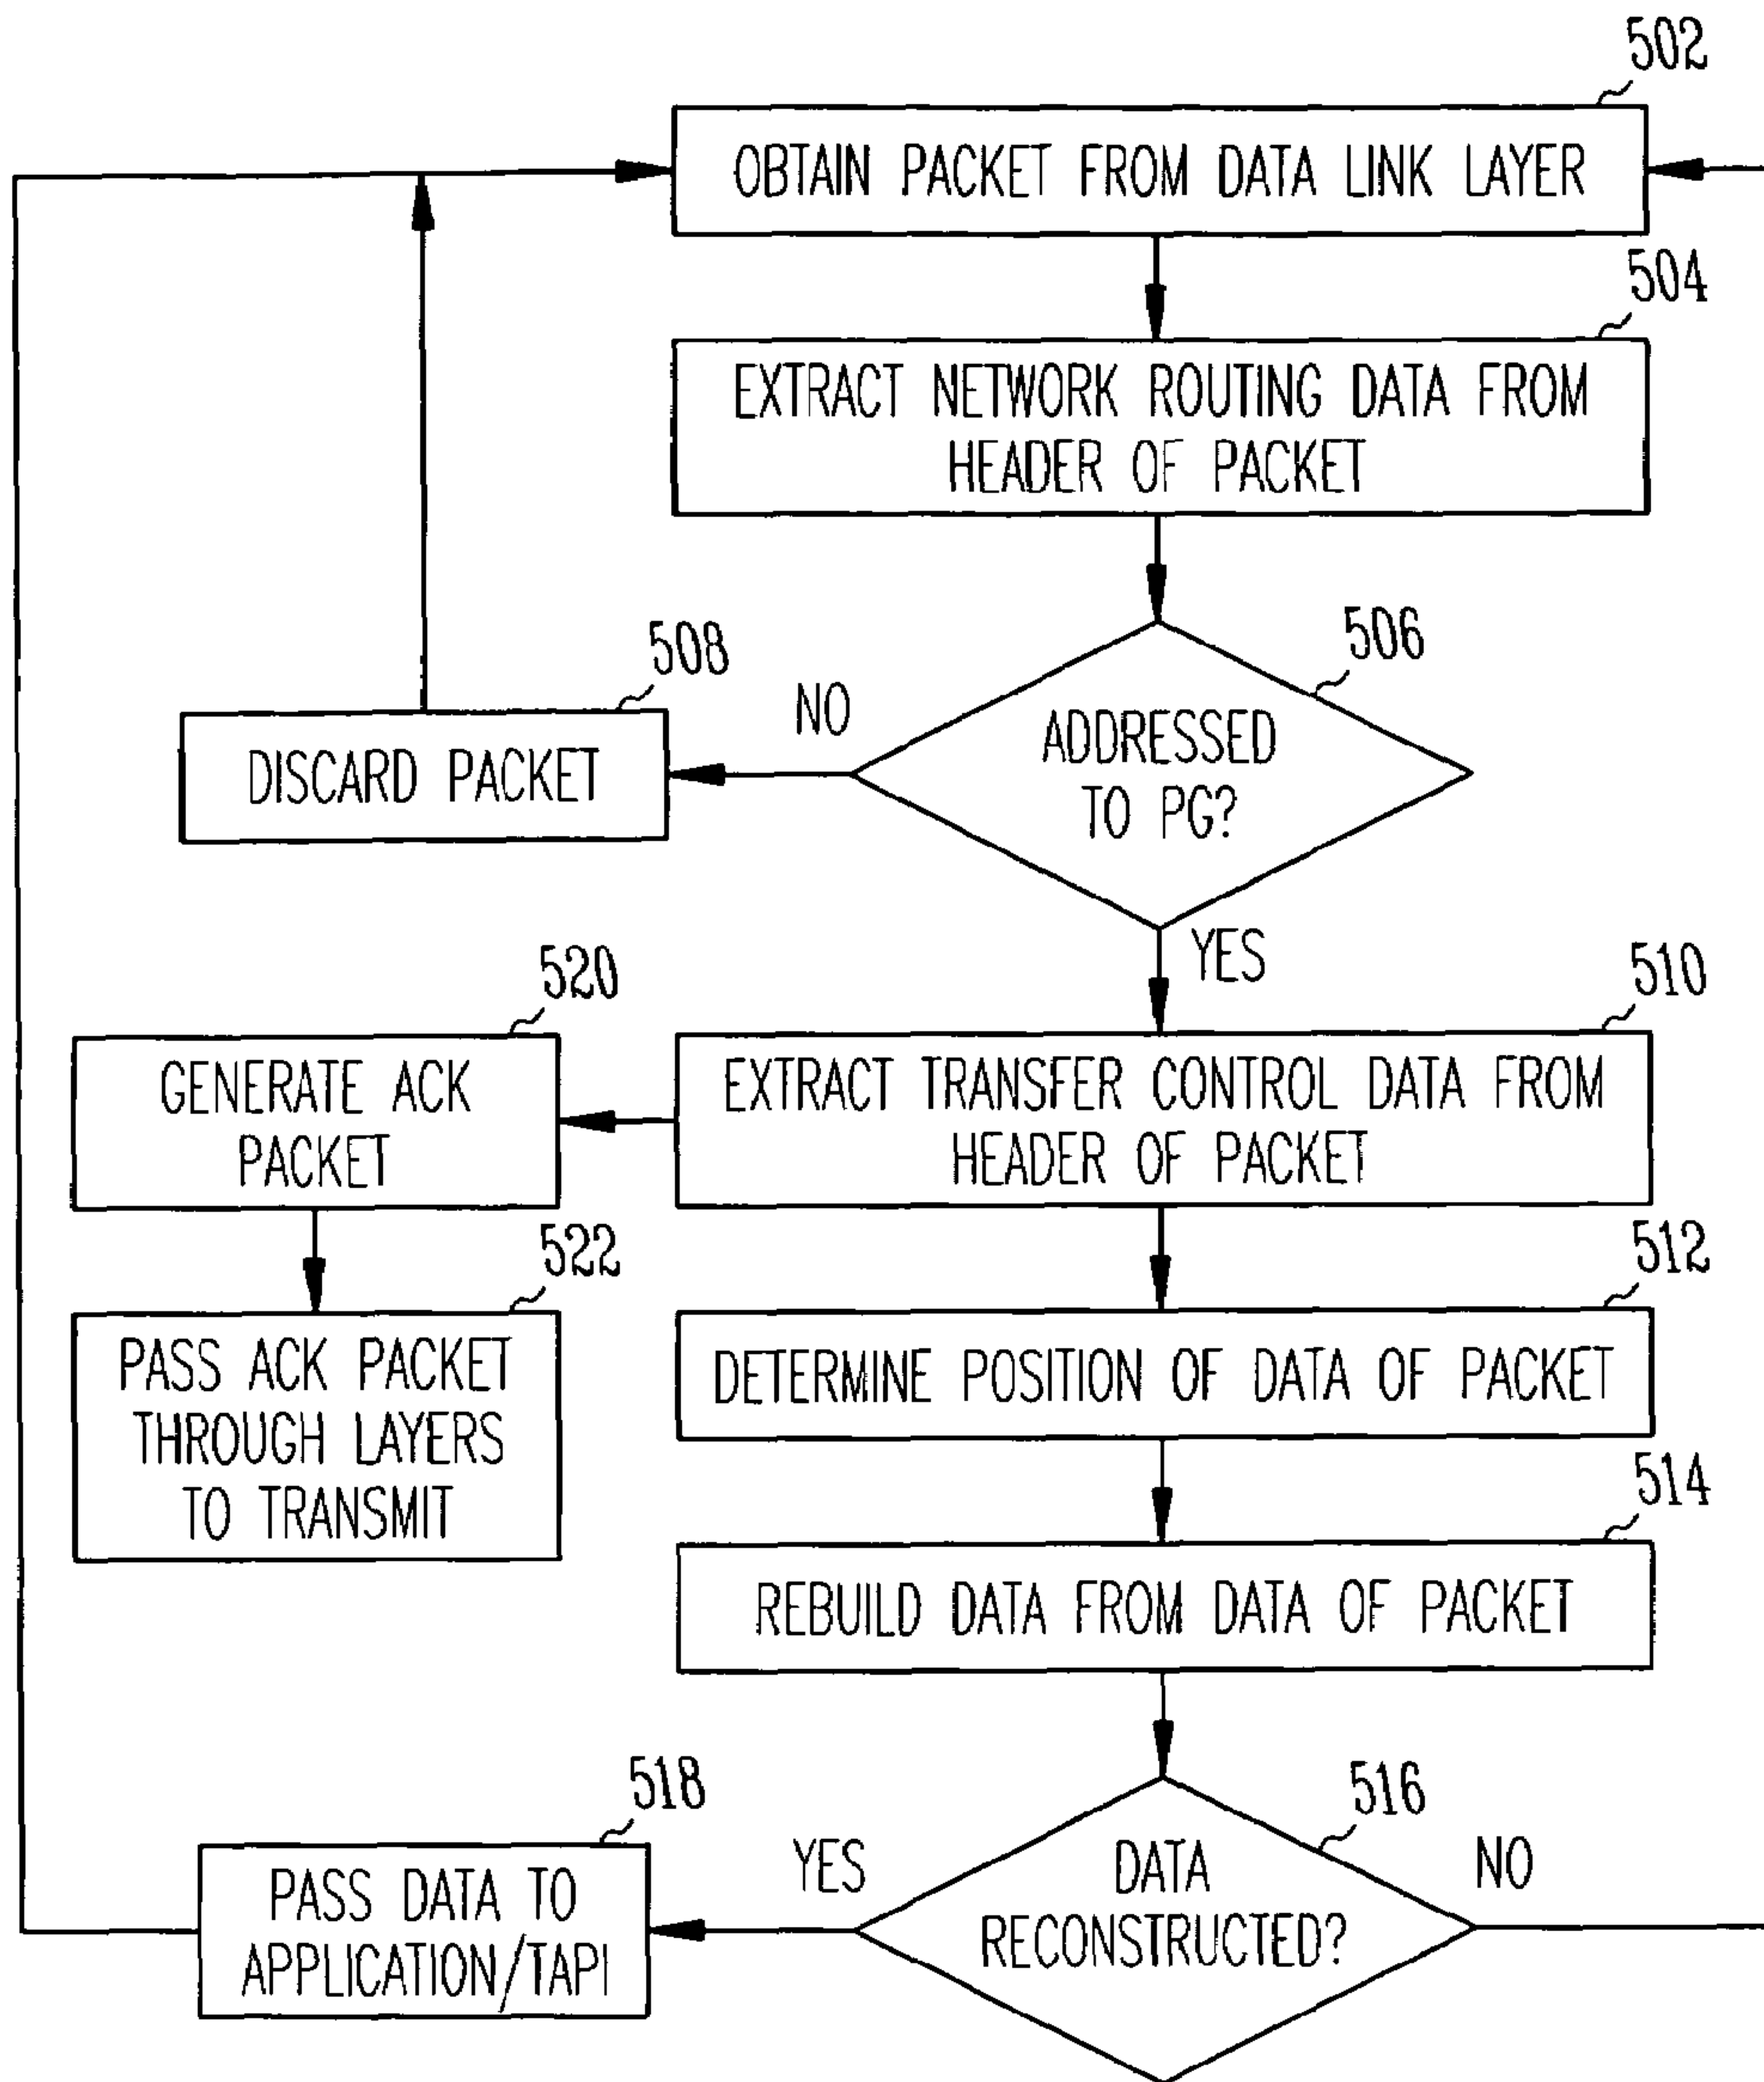 502
OBTAIN PACKET FROM DATA LINK LAYER
504
EXTRACT NETWORK ROUTING DATA FROM
HEADER OF PACKET
506
ADDRESSED
TO PG?
NO
508
DISCARD PACKET
YES
510
EXTRACT TRANSFER CONTROL DATA FROM
HEADER OF PACKET
520
GENERATE ACK
PACKET
522
PASS ACK PACKET
THROUGH LAYERS
TO TRANSMIT
512
DETERMINE POSITION OF DATA OF PACKET
514
REBUILD DATA FROM DATA OF PACKET
516
DATA
RECONSTRUCTED?
NO
YES
518
PASS DATA TO
APPLICATION/TAPI